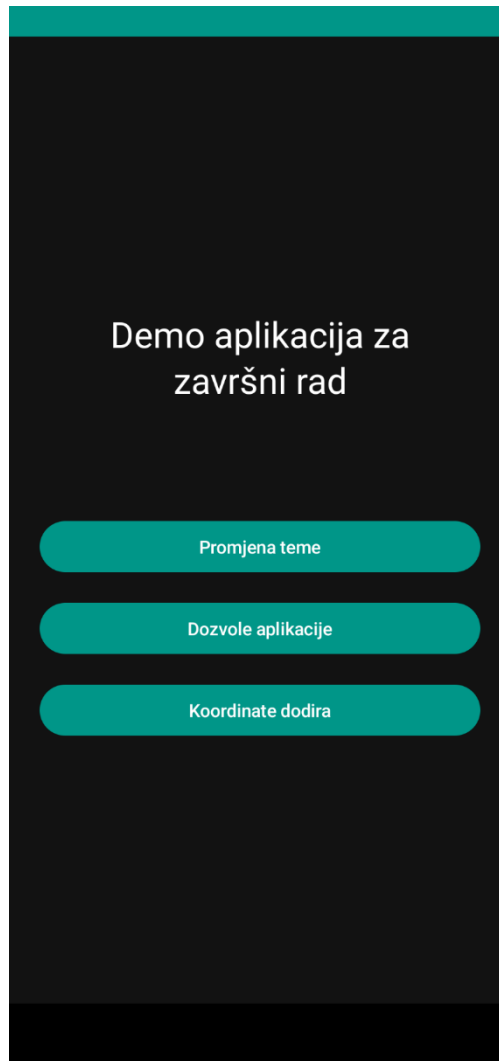 Demo aplikacija za
završni rad
Promjena teme
Dozvole aplikacije
Koordinate dodira